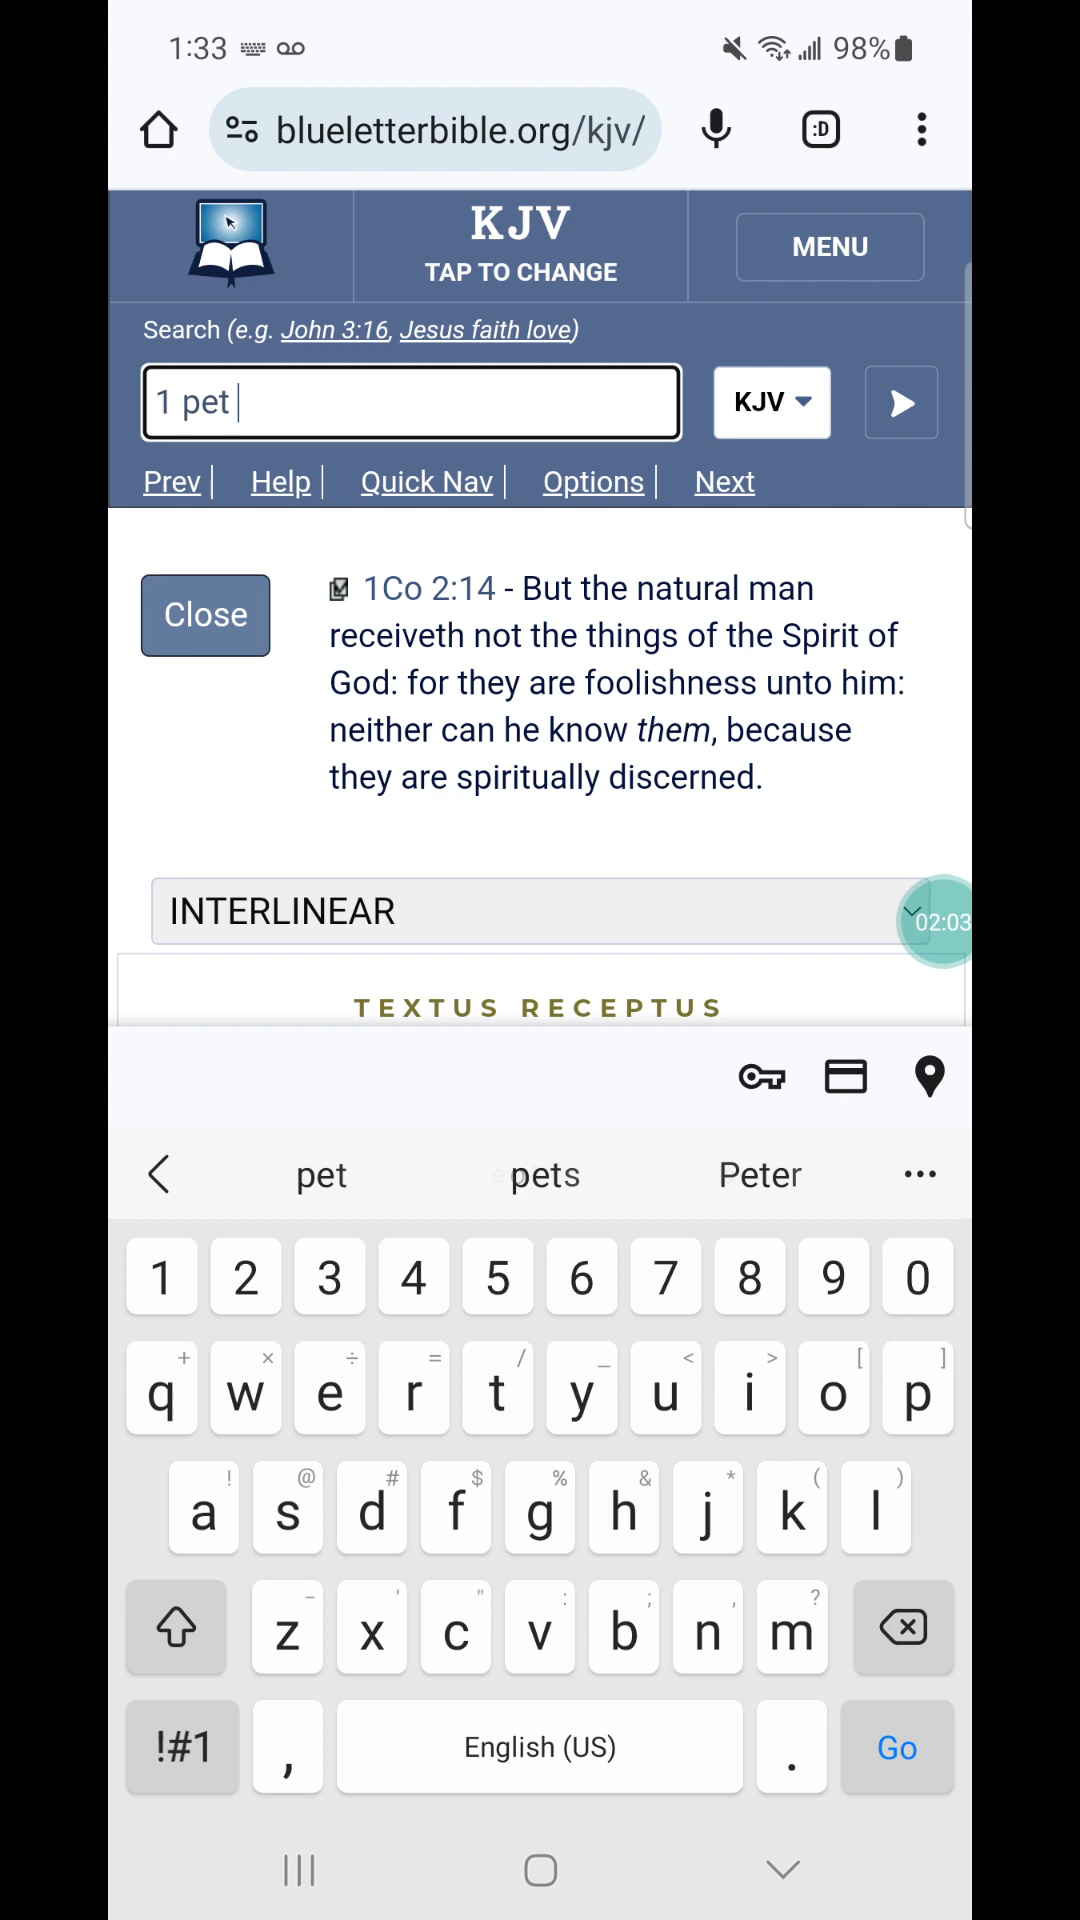 1:33 98%
blueletterbible.org/kjv/ :D
KJV
TAP TO CHANGE
MENU
Search (e.g. John 3:16, Jesus faith love)
1 pet
KJV
Prev | Help | Quick Nav | Options | Next
Close
1Co 2:14 - But the natural man
receiveth not the things of the Spirit of
God: for they are foolishness unto him:
neither can he know them, because
they are spiritually discerned.
INTERLINEAR
02:03
TEXTUS RECEPTUS
pet pets Peter ...
1 2 3 4 5 6 7 8 9 0
+ × ÷ = / _ < > [ ]
q w e r t y u i o p
! @ # $ % & * ( )
a s d f g h j k l
- ' " : ; , ?
z x c v b n m
!#1 , English (US) . Go